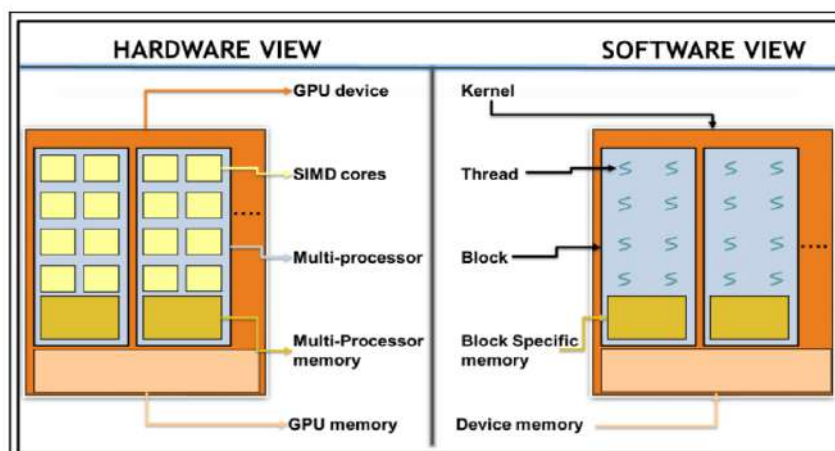 HARDWARE VIEW
SOFTWARE VIEW
GPU device
SIMD cores
Multi-processor
Multi-Processor
memory
GPU memory
Kernel
Thread
Block
Block Specific
memory
Device memory